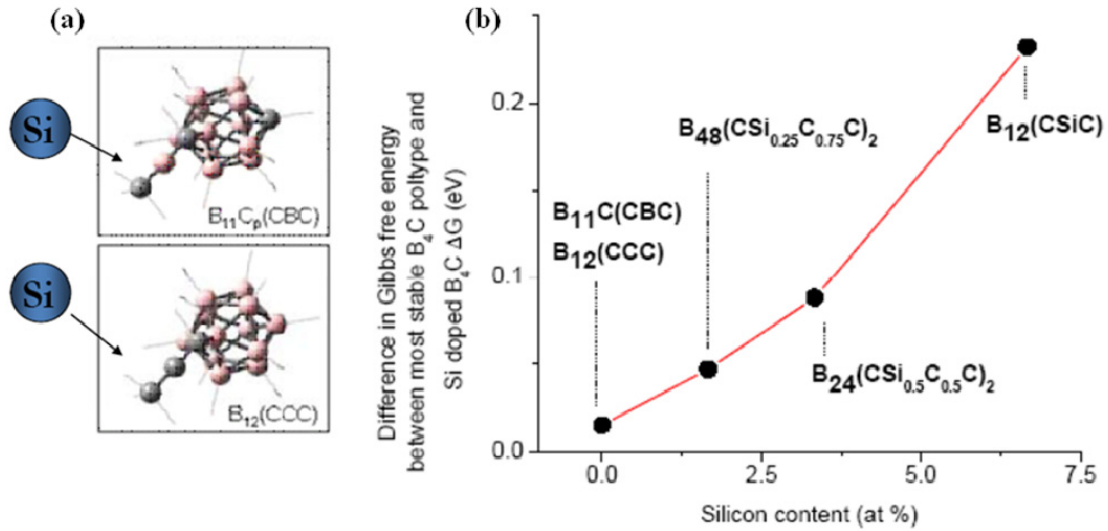 (a)
Si
B₁₁Cₚ(CBC)
Si
B₁₂(CCC)
(b)
Difference in Gibbs free energy
between most stable B₄C poltype and
Si doped B₄C ΔG (eV)
0.2
0.1
0.0
B₁₁C(CBC)
B₁₂(CCC)
B₄₈(CSi₀.₂₅C₀.₇₅C)₂
B₂₄(CSi₀.₅C₀.₅C)₂
B₁₂(CSiC)
0.0 2.5 5.0 7.5
Silicon content (at %)